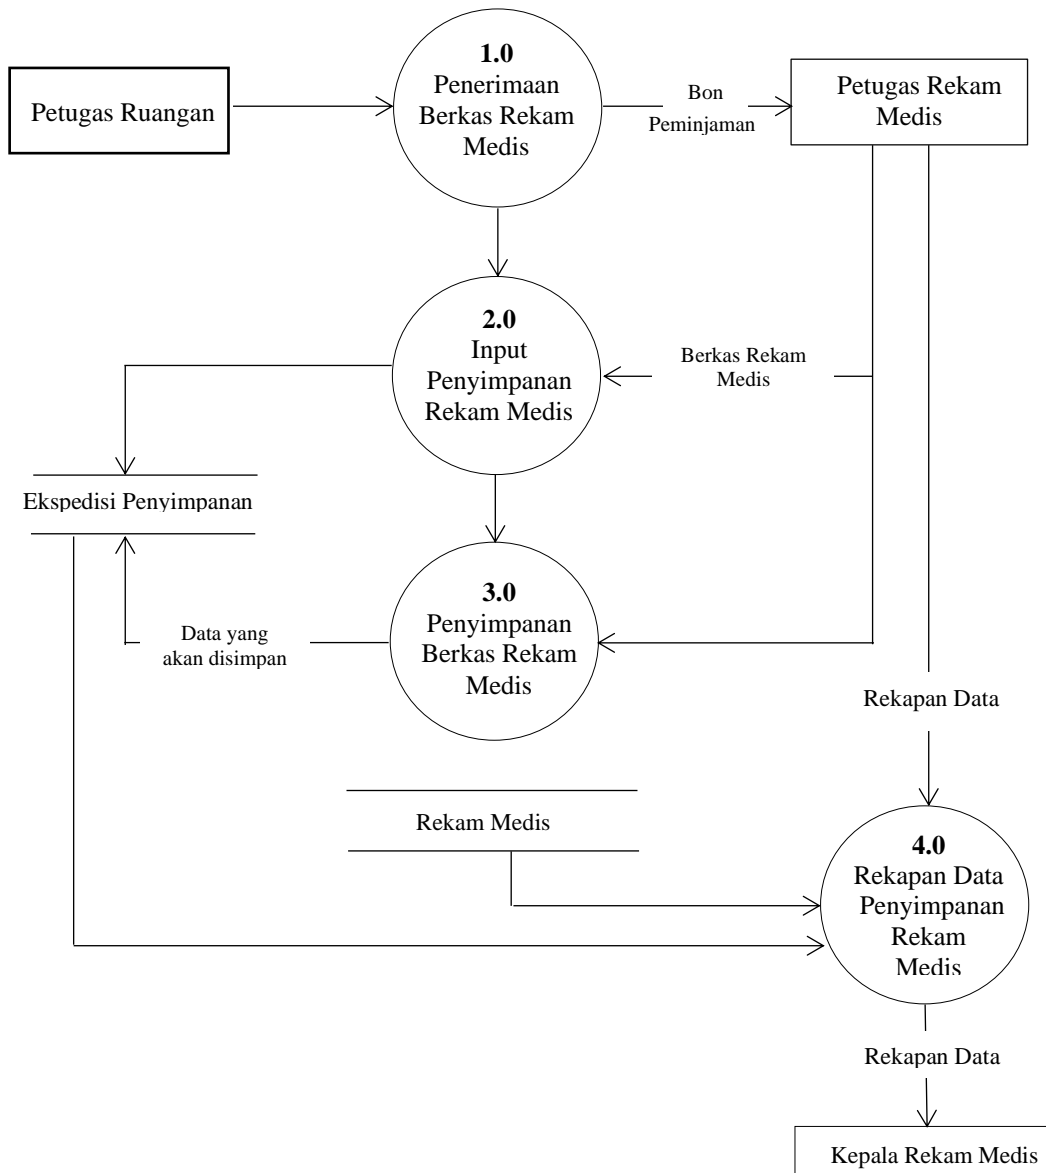 1.0
Penerimaan
Berkas Rekam
Medis
Petugas Ruangan
Bon
Peminjaman
Petugas Rekam
Medis
2.0
Input
Penyimpanan
Rekam Medis
Berkas Rekam
Medis
Ekspedisi Penyimpanan
3.0
Penyimpanan
Berkas Rekam
Medis
Data yang
akan disimpan
Rekapan Data
Rekam Medis
4.0
Rekapan Data
Penyimpanan
Rekam
Medis
Rekapan Data
Kepala Rekam Medis